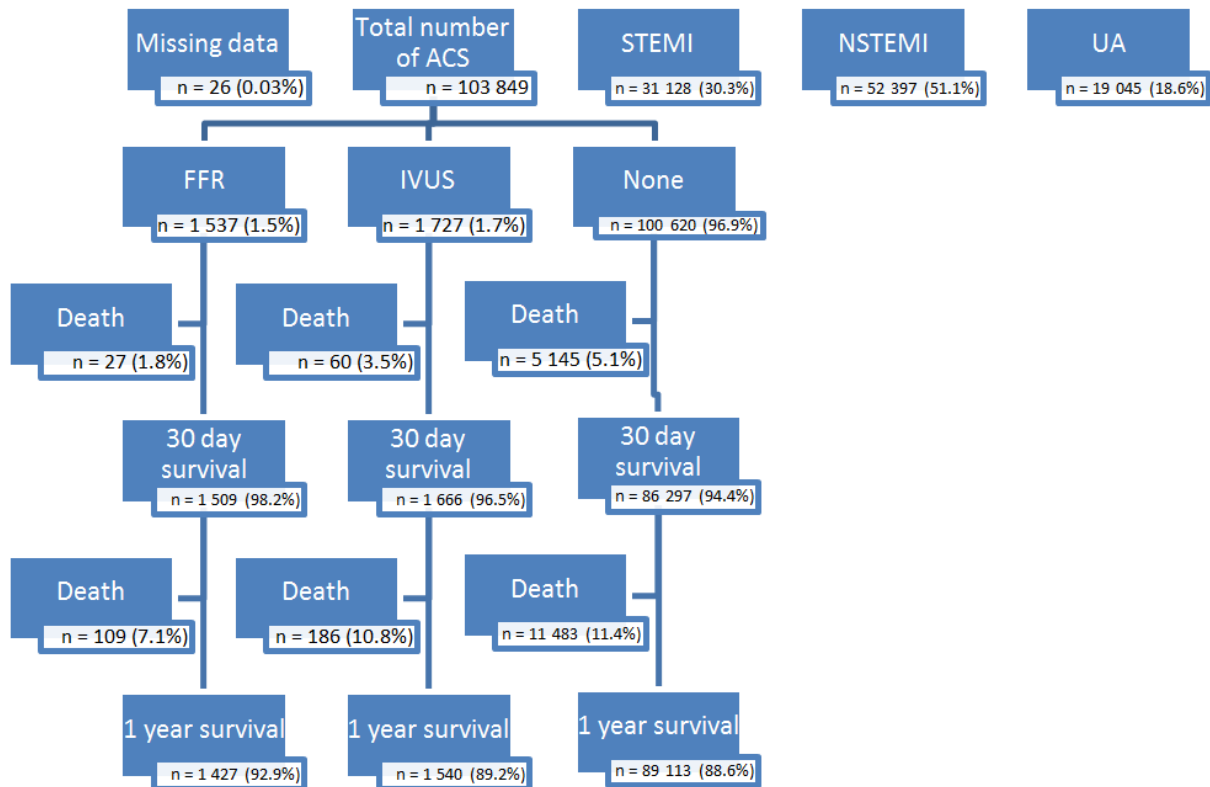 Missing data
n = 26 (0.03%)
Total number
of ACS
n = 103 849
STEMI
n = 31 128 (30.3%)
NSTEMI
n = 52 397 (51.1%)
UA
n = 19 045 (18.6%)
FFR
n = 1 537 (1.5%)
IVUS
n = 1 727 (1.7%)
None
n = 100 620 (96.9%)
Death
n = 27 (1.8%)
Death
n = 60 (3.5%)
Death
n = 5 145 (5.1%)
30 day
survival
n = 1 509 (98.2%)
30 day
survival
n = 1 666 (96.5%)
30 day
survival
n = 86 297 (94.4%)
Death
n = 109 (7.1%)
Death
n = 186 (10.8%)
Death
n = 11 483 (11.4%)
1 year survival
n = 1 427 (92.9%)
1 year survival
n = 1 540 (89.2%)
1 year survival
n = 89 113 (88.6%)